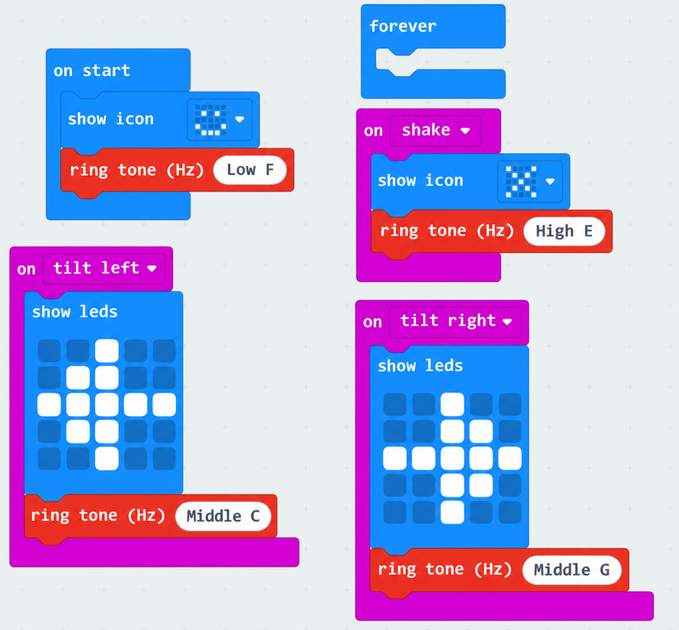 on start
show icon
ring tone (Hz) Low F
forever
on shake
show icon
ring tone (Hz) High E
on tilt left
show leds
ring tone (Hz) Middle C
on tilt right
show leds
ring tone (Hz) Middle G